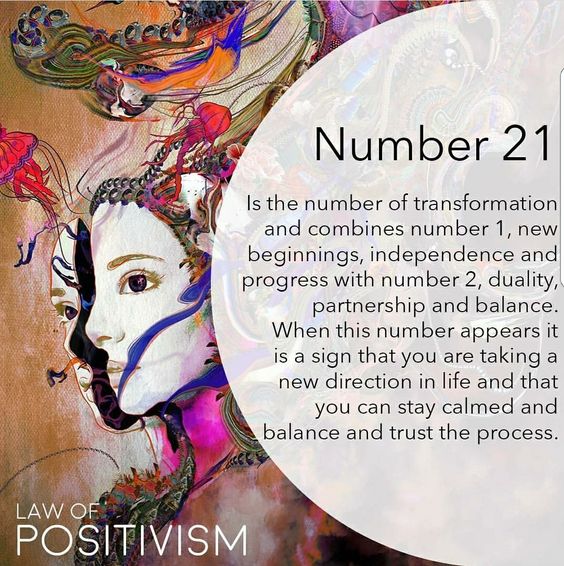 Number 21
Is the number of transformation
and combines number 1, new
beginnings, independence and
progress with number 2, duality,
partnership and balance.
When this number appears it
is a sign that you are taking a
new direction in life and that
you can stay calmed and
balance and trust the process.
LAW OF
POSITIVISM